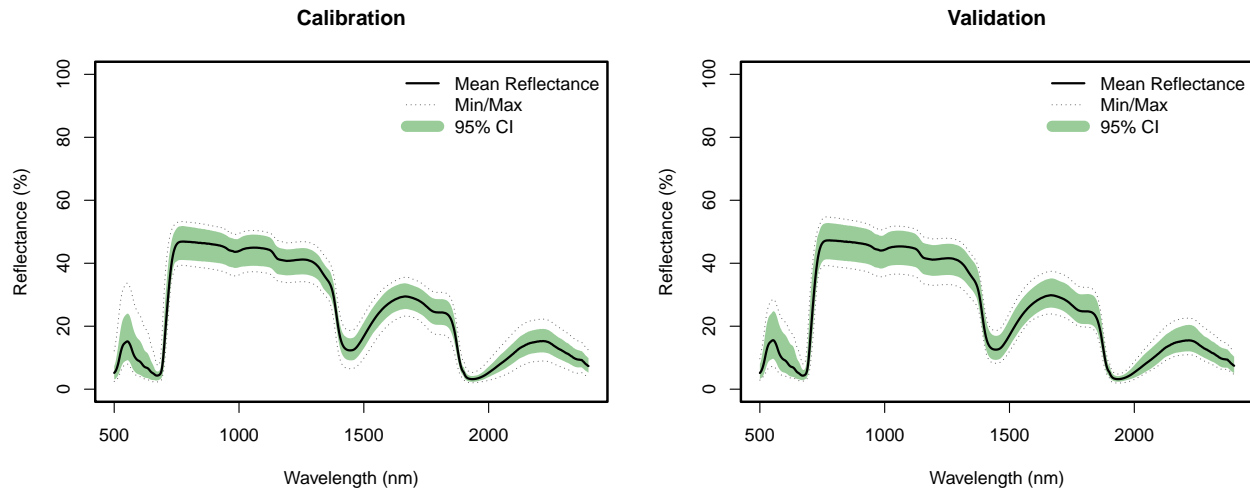 Calibration
Reflectance (%)
100
80
60
40
20
0
Mean Reflectance
Min/Max
95% CI
500 1000 1500 2000
Wavelength (nm)
Validation
Reflectance (%)
100
80
60
40
20
0
Mean Reflectance
Min/Max
95% CI
500 1000 1500 2000
Wavelength (nm)